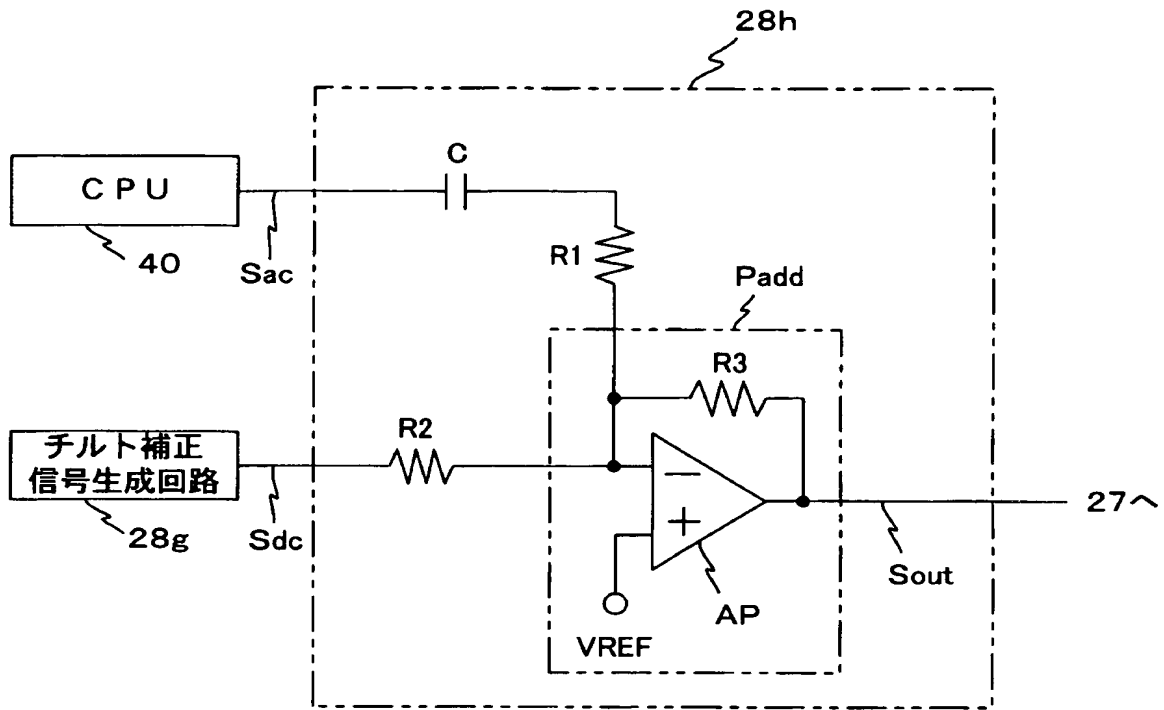 28h
CPU
40
Sac
C
R1
Padd
R3
チルト補正
信号生成回路
28g
Sdc
R2
−
+
VREF
AP
Sout
27へ